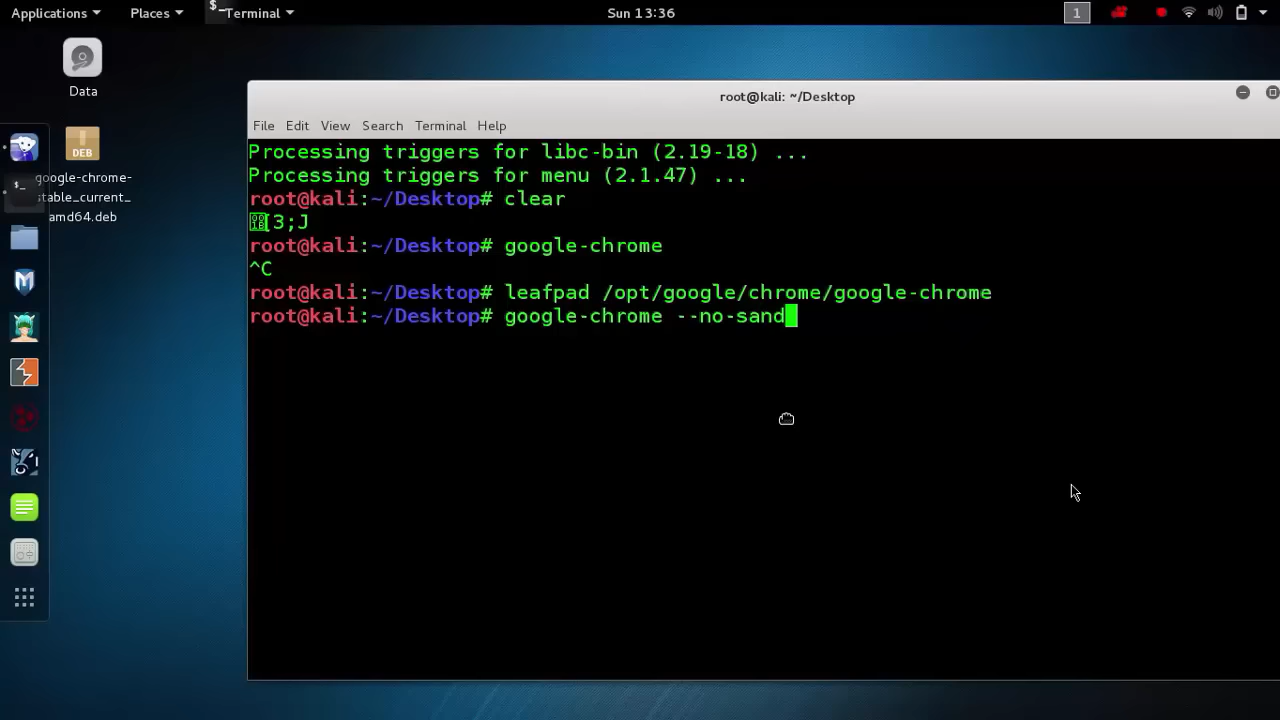 Applications Places Terminal Sun 13:36 1
Data
DEB
google-chrome-
stable_current_
amd64.deb
root@kali: ~/Desktop
File Edit View Search Terminal Help
Processing triggers for libc-bin (2.19-18) ...
Processing triggers for menu (2.1.47) ...
root@kali:~/Desktop# clear
[3;J
root@kali:~/Desktop# google-chrome
^C
root@kali:~/Desktop# leafpad /opt/google/chrome/google-chrome
root@kali:~/Desktop# google-chrome --no-sand